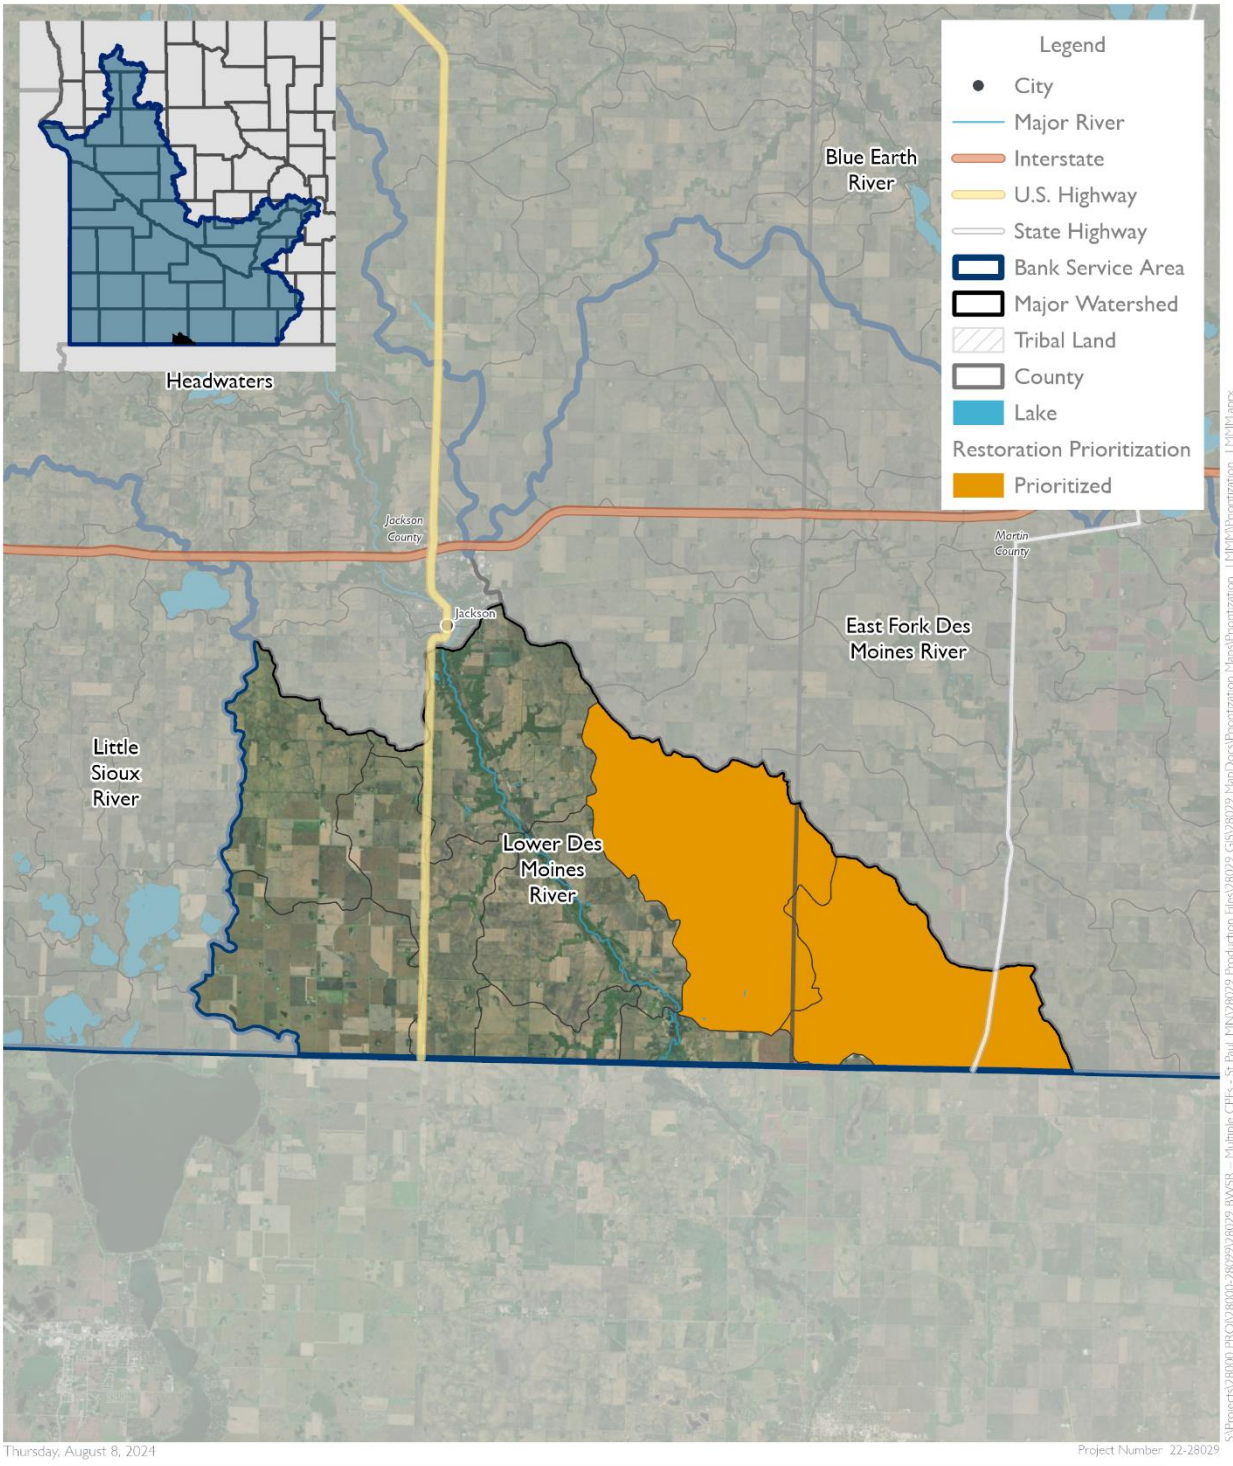 Legend
City
Major River
Interstate
U.S. Highway
State Highway
Bank Service Area
Major Watershed
Tribal Land
County
Lake
Restoration Prioritization
Prioritized
Blue Earth
River
Headwaters
Jackson
County
Martin
County
Jackson
East Fork Des
Moines River
Little
Sioux
River
Lower Des
Moines
River
Thursday, August 8, 2024
Project Number 22-28029